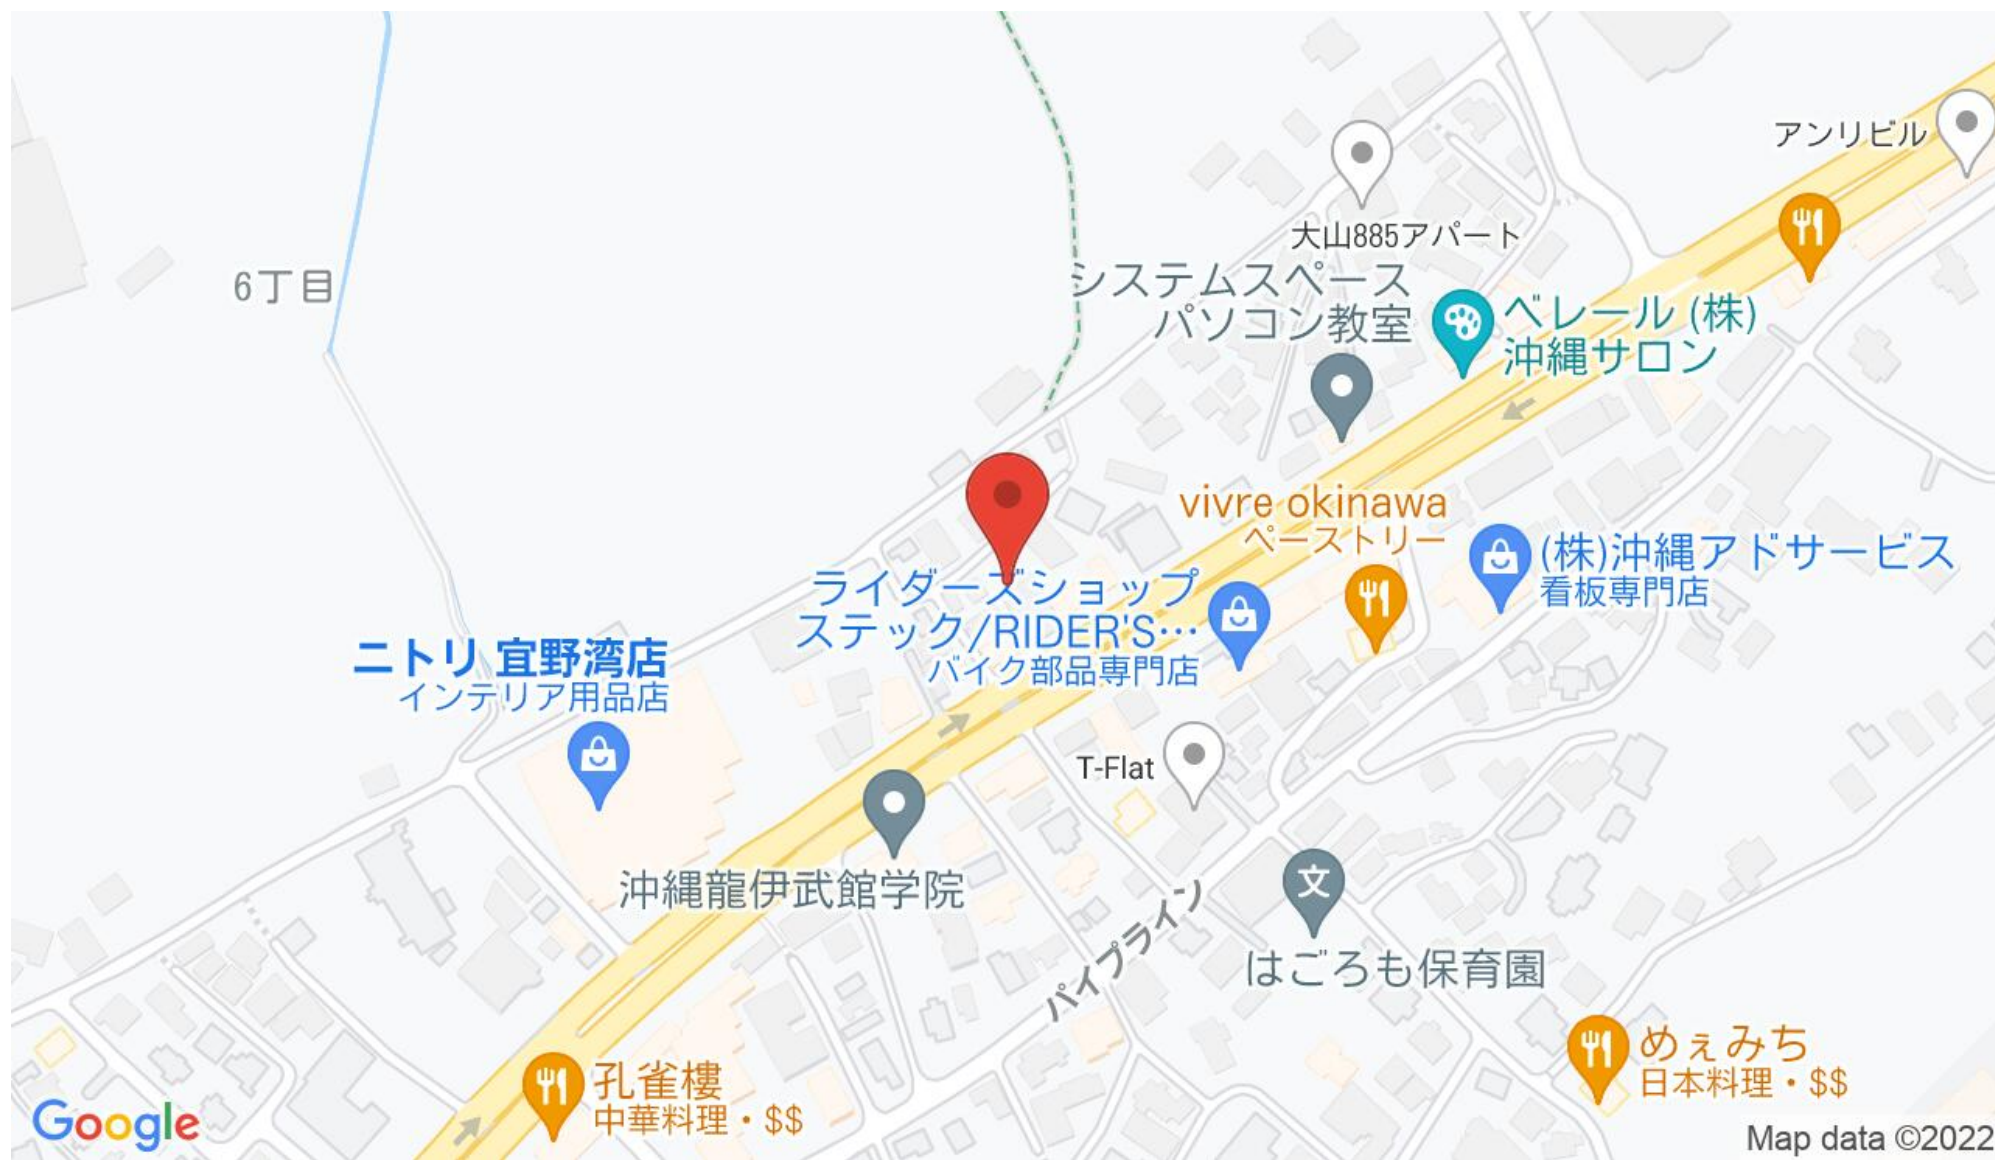 アンリビル
大山885アパート
6丁目
システムスペース
パソコン教室
ベレール (株)
沖縄サロン
vivre okinawa
ペーストリー
(株)沖縄アドサービス
看板専門店
ライダーズショップ
ステック/RIDER'S…
バイク部品専門店
ニトリ 宜野湾店
インテリア用品店
T-Flat
沖縄龍伊武館学院
文
パイプライン
はごろも保育園
めぇみち
日本料理・$$
孔雀樓
中華料理・$$
Google
Map data ©2022